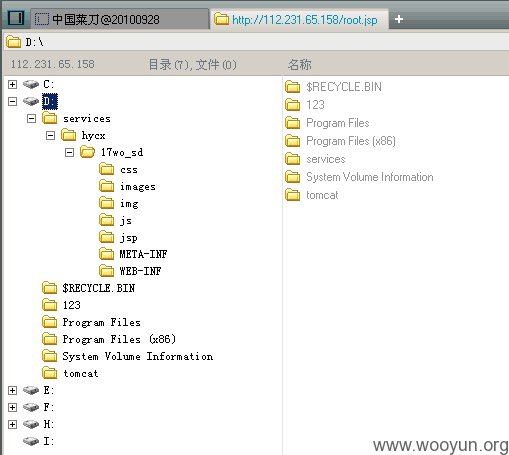 中国菜刀@20100928
http://112.231.65.158/root.jsp
+
D:\
112.231.65.158
目录(7),文件(0)
名称
C:
D:
services
hycx
17wo_sd
css
images
img
js
jsp
META-INF
WEB-INF
$RECYCLE.BIN
123
Program Files
Program Files (x86)
System Volume Information
tomcat
E:
F:
H:
I:
$RECYCLE.BIN
123
Program Files
Program Files (x86)
services
System Volume Information
tomcat
www.wooyun.org